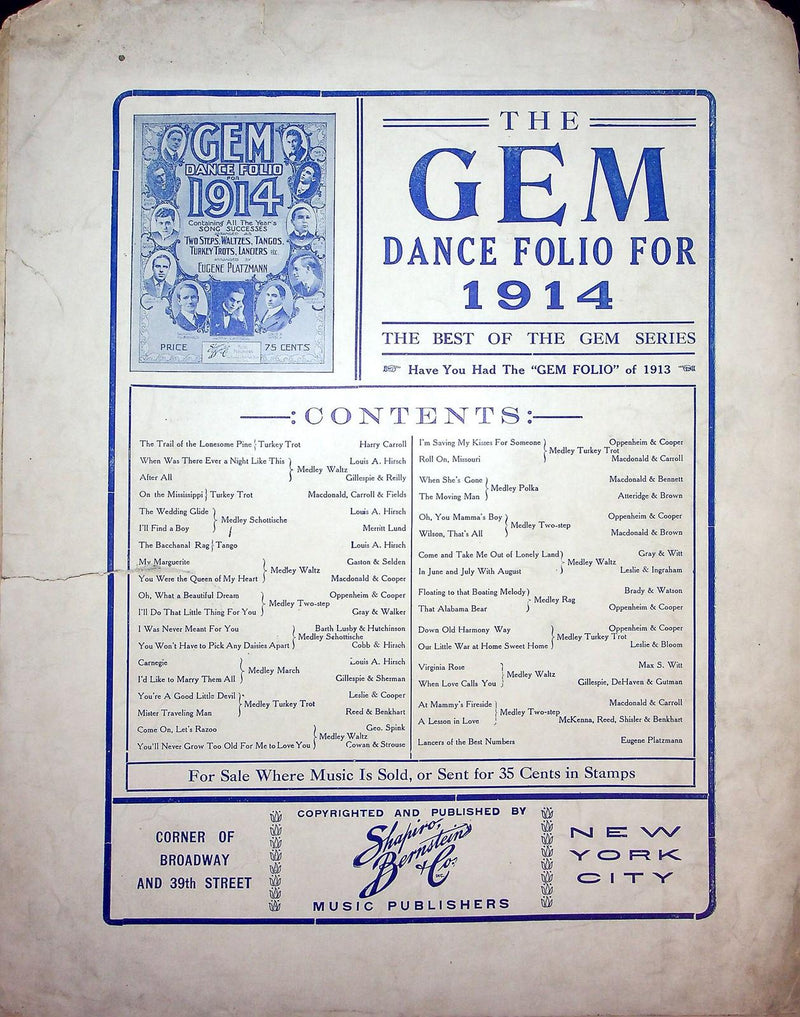 GEM
DANCE FOLIO
FOR
1914
Containing All The Year's
SONG SUCCESSES
ARRANGED AS
TWO STEPS, WALTZES, TANGOS,
TURKEY TROTS, LANCIERS etc.
ARRANGED BY
EUGENE PLATZMANN
PRICE 75 CENTS
THE
GEM
DANCE FOLIO FOR
1914
THE BEST OF THE GEM SERIES
Have You Had The "GEM FOLIO" of 1913
CONTENTS
The Trail of the Lonesome Pine } Turkey Trot Harry Carroll
When Was There Ever a Night Like This Louis A. Hirsch
} Medley Waltz
After All Gillespie & Reilly
On the Mississippi } Turkey Trot Macdonald, Carroll & Fields
The Wedding Glide Louis A. Hirsch
} Medley Schottische
I'll Find a Boy Merritt Lund
The Bacchanal Rag } Tango Louis A. Hirsch
My Marguerite Gaston & Selden
} Medley Waltz
You Were the Queen of My Heart Macdonald & Cooper
Oh, What a Beautiful Dream Oppenheim & Cooper
} Medley Two-step
I'll Do That Little Thing For You Gray & Walker
I Was Never Meant For You Barth Lusby & Hutchinson
} Medley Schottische
You Won't Have to Pick Any Daisies Apart Cobb & Hirsch
Carnegie Louis A. Hirsch
} Medley March
I'd Like to Marry Them All Gillespie & Sherman
You're A Good Little Devil Leslie & Cooper
} Medley Turkey Trot
Mister Traveling Man Reed & Benkhart
Come On, Let's Razoo Geo. Spink
} Medley Waltz
You'll Never Grow Too Old For Me to Love You Cowan & Strouse
I'm Saving My Kisses For Someone Oppenheim & Cooper
} Medley Turkey Trot
Roll On, Missouri Macdonald & Carroll
When She's Gone Macdonald & Bennett
} Medley Polka
The Moving Man Atteridge & Brown
Oh, You Mamma's Boy Oppenheim & Cooper
} Medley Two-step
Wilson, That's All Macdonald & Brown
Come and Take Me Out of Lonely Land Gray & Witt
} Medley Waltz
In June and July With August Leslie & Ingraham
Floating to that Boating Melody Brady & Watson
} Medley Rag
That Alabama Bear Oppenheim & Cooper
Down Old Harmony Way Oppenheim & Cooper
} Medley Turkey Trot
Our Little War at Home Sweet Home Leslie & Bloom
Virginia Rose Max S. Witt
} Medley Waltz
When Love Calls You Gillespie, DeHaven & Gutman
At Mammy's Fireside Macdonald & Carroll
} Medley Two-step
A Lesson in Love McKenna, Reed, Shisler & Benkhart
Lancers of the Best Numbers Eugene Platzmann
For Sale Where Music Is Sold, or Sent for 35 Cents in Stamps
CORNER OF
BROADWAY
AND 39th STREET
COPYRIGHTED AND PUBLISHED BY
Shapiro,
Bernstein
& Co.
INC.
MUSIC PUBLISHERS
NEW
YORK
CITY